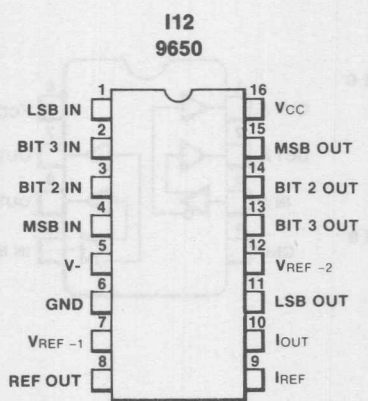 I12
9650
1 16
LSB IN VCC
2 15
BIT 3 IN MSB OUT
3 14
BIT 2 IN BIT 2 OUT
4 13
MSB IN BIT 3 OUT
5 12
V- VREF -2
6 11
GND LSB OUT
7 10
VREF -1 IOUT
8 9
REF OUT IREF